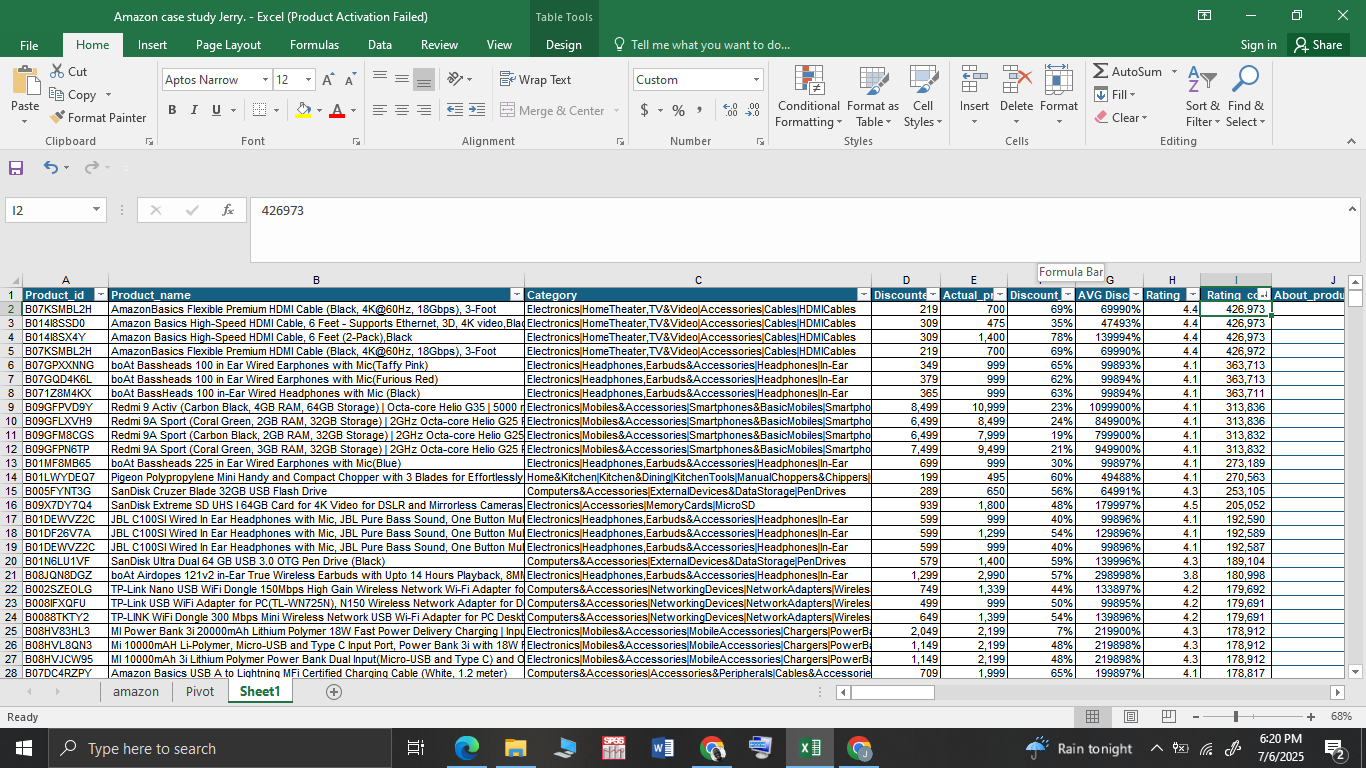 Amazon case study Jerry. - Excel (Product Activation Failed)
Table Tools
File Home Insert Page Layout Formulas Data Review View Design Tell me what you want to do... Sign in Share
Paste Cut Copy Format Painter
Aptos Narrow 12
B I U A
Wrap Text
Merge & Center
Custom
$ % ,
Conditional Formatting Format as Table Cell Styles
Insert Delete Format
AutoSum Fill Clear
Sort & Filter Find & Select
Clipboard Font Alignment Number Styles Cells Editing
I2 fx 426973
Formula Bar
A B C D E G H I J
1 Product_id Product_name Category Discounte Actual_pr Discount_ AVG Disc Rating Rating_co About_produ
2 B07KSMBL2H AmazonBasics Flexible Premium HDMI Cable (Black, 4K@60Hz, 18Gbps), 3-Foot Electronics|HomeTheater,TV&Video|Accessories|Cables|HDMICables 219 700 69% 69990% 4.4 426,973
3 B014I8SSD0 Amazon Basics High-Speed HDMI Cable, 6 Feet - Supports Ethernet, 3D, 4K video,Blac Electronics|HomeTheater,TV&Video|Accessories|Cables|HDMICables 309 475 35% 47493% 4.4 426,973
4 B014I8SX4Y Amazon Basics High-Speed HDMI Cable, 6 Feet (2-Pack),Black Electronics|HomeTheater,TV&Video|Accessories|Cables|HDMICables 309 1,400 78% 139994% 4.4 426,973
5 B07KSMBL2H AmazonBasics Flexible Premium HDMI Cable (Black, 4K@60Hz, 18Gbps), 3-Foot Electronics|HomeTheater,TV&Video|Accessories|Cables|HDMICables 219 700 69% 69990% 4.4 426,972
6 B07GPXXNNG boAt Bassheads 100 in Ear Wired Earphones with Mic(Taffy Pink) Electronics|Headphones,Earbuds&Accessories|Headphones|In-Ear 349 999 65% 99893% 4.1 363,713
7 B07GQD4K6L boAt Bassheads 100 in Ear Wired Earphones with Mic(Furious Red) Electronics|Headphones,Earbuds&Accessories|Headphones|In-Ear 379 999 62% 99894% 4.1 363,713
8 B071Z8M4KX boAt BassHeads 100 in-Ear Wired Headphones with Mic (Black) Electronics|Headphones,Earbuds&Accessories|Headphones|In-Ear 365 999 63% 99894% 4.1 363,711
9 B09GFPVD9Y Redmi 9 Activ (Carbon Black, 4GB RAM, 64GB Storage) | Octa-core Helio G35 | 5000 r Electronics|Mobiles&Accessories|Smartphones&BasicMobiles|Smartpho 8,499 10,999 23% 1099900% 4.1 313,836
10 B09GFLXVH9 Redmi 9A Sport (Coral Green, 2GB RAM, 32GB Storage) | 2GHz Octa-core Helio G25 P Electronics|Mobiles&Accessories|Smartphones&BasicMobiles|Smartpho 6,499 8,499 24% 849900% 4.1 313,836
11 B09GFM8CGS Redmi 9A Sport (Carbon Black, 2GB RAM, 32GB Storage) | 2GHz Octa-core Helio G25 Electronics|Mobiles&Accessories|Smartphones&BasicMobiles|Smartpho 6,499 7,999 19% 799900% 4.1 313,832
12 B09GFPN6TP Redmi 9A Sport (Coral Green, 3GB RAM, 32GB Storage) | 2GHz Octa-core Helio G25 P Electronics|Mobiles&Accessories|Smartphones&BasicMobiles|Smartpho 7,499 9,499 21% 949900% 4.1 313,832
13 B01MF8MB65 boAt Bassheads 225 in Ear Wired Earphones with Mic(Blue) Electronics|Headphones,Earbuds&Accessories|Headphones|In-Ear 699 999 30% 99897% 4.1 273,189
14 B01LWYDEQ7 Pigeon Polypropylene Mini Handy and Compact Chopper with 3 Blades for Effortlessly Home&Kitchen|Kitchen&Dining|KitchenTools|ManualChoppers&Chippers| 199 495 60% 49488% 4.1 270,563
15 B005FYNT3G SanDisk Cruzer Blade 32GB USB Flash Drive Computers&Accessories|ExternalDevices&DataStorage|PenDrives 289 650 56% 64991% 4.3 253,105
16 B09X7DY7Q4 SanDisk Extreme SD UHS I 64GB Card for 4K Video for DSLR and Mirrorless Cameras Electronics|Accessories|MemoryCards|MicroSD 939 1,800 48% 179997% 4.5 205,052
17 B01DEWVZ2C JBL C100SI Wired In Ear Headphones with Mic, JBL Pure Bass Sound, One Button Mul Electronics|Headphones,Earbuds&Accessories|Headphones|In-Ear 599 999 40% 99896% 4.1 192,590
18 B01DF26V7A JBL C100SI Wired In Ear Headphones with Mic, JBL Pure Bass Sound, One Button Mul Electronics|Headphones,Earbuds&Accessories|Headphones|In-Ear 599 1,299 54% 129896% 4.1 192,589
19 B01DEWVZ2C JBL C100SI Wired In Ear Headphones with Mic, JBL Pure Bass Sound, One Button Mul Electronics|Headphones,Earbuds&Accessories|Headphones|In-Ear 599 999 40% 99896% 4.1 192,587
20 B01N6LU1VF SanDisk Ultra Dual 64 GB USB 3.0 OTG Pen Drive (Black) Computers&Accessories|ExternalDevices&DataStorage|PenDrives 579 1,400 59% 139996% 4.3 189,104
21 B08JQN8DGZ boAt Airdopes 121v2 in-Ear True Wireless Earbuds with Upto 14 Hours Playback, 8MM Electronics|Headphones,Earbuds&Accessories|Headphones|In-Ear 1,299 2,990 57% 298998% 3.8 180,998
22 B002SZEOLG TP-Link Nano USB WiFi Dongle 150Mbps High Gain Wireless Network Wi-Fi Adapter fo Computers&Accessories|NetworkingDevices|NetworkAdapters|Wireles 749 1,339 44% 133897% 4.2 179,692
23 B008IFXQFU TP-Link USB WiFi Adapter for PC(TL-WN725N), N150 Wireless Network Adapter for D Computers&Accessories|NetworkingDevices|NetworkAdapters|Wireles 499 999 50% 99895% 4.2 179,691
24 B0088TKTY2 TP-LINK WiFi Dongle 300 Mbps Mini Wireless Network USB Wi-Fi Adapter for PC Deskt Computers&Accessories|NetworkingDevices|NetworkAdapters|Wireles 649 1,399 54% 139896% 4.2 179,691
25 B08HV83HL3 MI Power Bank 3i 20000mAh Lithium Polymer 18W Fast Power Delivery Charging | Inpu Electronics|Mobiles&Accessories|MobileAccessories|Chargers|PowerBa 2,049 2,199 7% 219900% 4.3 178,912
26 B08HVL8QN3 Mi 10000mAH Li-Polymer, Micro-USB and Type C Input Port, Power Bank 3i with 18W F Electronics|Mobiles&Accessories|MobileAccessories|Chargers|PowerBa 1,149 2,199 48% 219898% 4.3 178,912
27 B08HVJCW95 MI 10000mAh 3i Lithium Polymer Power Bank Dual Input(Micro-USB and Type C) and O Electronics|Mobiles&Accessories|MobileAccessories|Chargers|PowerBa 1,149 2,199 48% 219898% 4.3 178,912
28 B07DC4RZPY Amazon Basics USB A to Lightning MFi Certified Charging Cable (White, 1.2 meter) Computers&Accessories|Accessories&Peripherals|Cables&Accessorie 709 1,999 65% 199897% 4.1 178,817
amazon Pivot Sheet1
Ready 68%
Type here to search SPSS Rain tonight 6:20 PM
7/6/2025 2